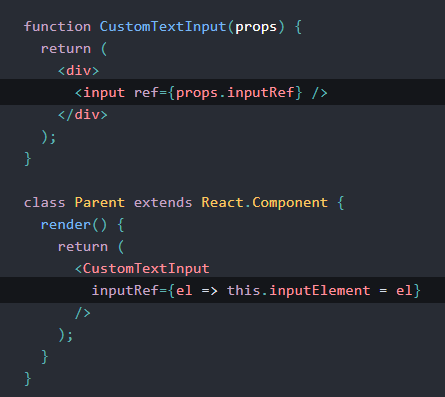 function CustomTextInput(props) {
  return (
    <div>
      <input ref={props.inputRef} />
    </div>
  );
}

class Parent extends React.Component {
  render() {
    return (
      <CustomTextInput
        inputRef={el => this.inputElement = el}
      />
    );
  }
}